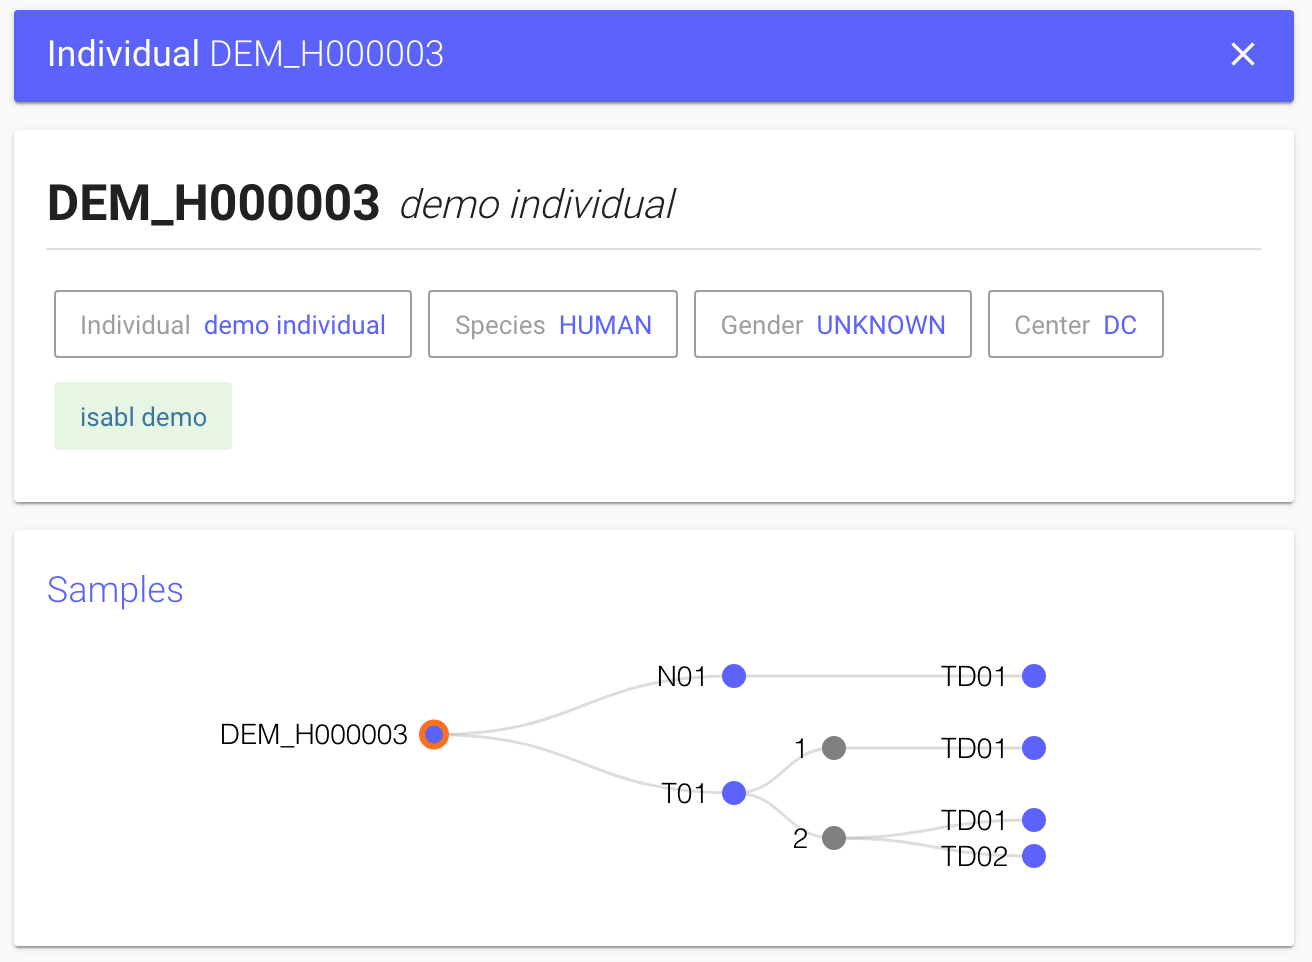 Individual DEM_H000003
DEM_H000003 demo individual
Individual demo individual
Species HUMAN
Gender UNKNOWN
Center DC
isabl demo
Samples
N01
TD01
DEM_H000003
1
TD01
T01
TD01
2
TD02